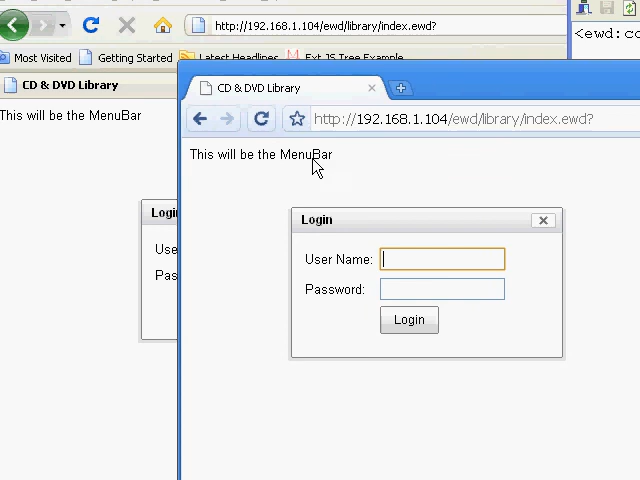 http://192.168.1.104/ewd/library/index.ewd?
<ewd:co
Most Visited
Getting Started
Latest Headlines
Ext JS Tree Example
CD & DVD Library
This will be the MenuBar
Login
Use
Pas
CD & DVD Library
http://192.168.1.104/ewd/library/index.ewd?
This will be the MenuBar
Login
User Name:
Password:
Login